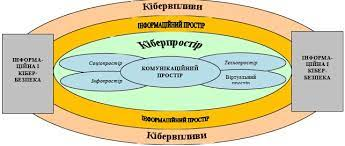 Кібервпливи
ІНФОРМАЦІЙНИЙ ПРОСТІР
Кіберпростір
ІНФОРМА-
ЦІЙНА І
КІБЕР-
БЕЗПЕКА
Соціопростір
Технопростір
КОМУНІКАЦІЙНИЙ
ПРОСТІР
Інфопростір
Віртуальний
простір
ІНФОРМА-
ЦІЙНА І
КІБЕР-
БЕЗПЕКА
ІНФОРМАЦІЙНИЙ ПРОСТІР
Кібервпливи